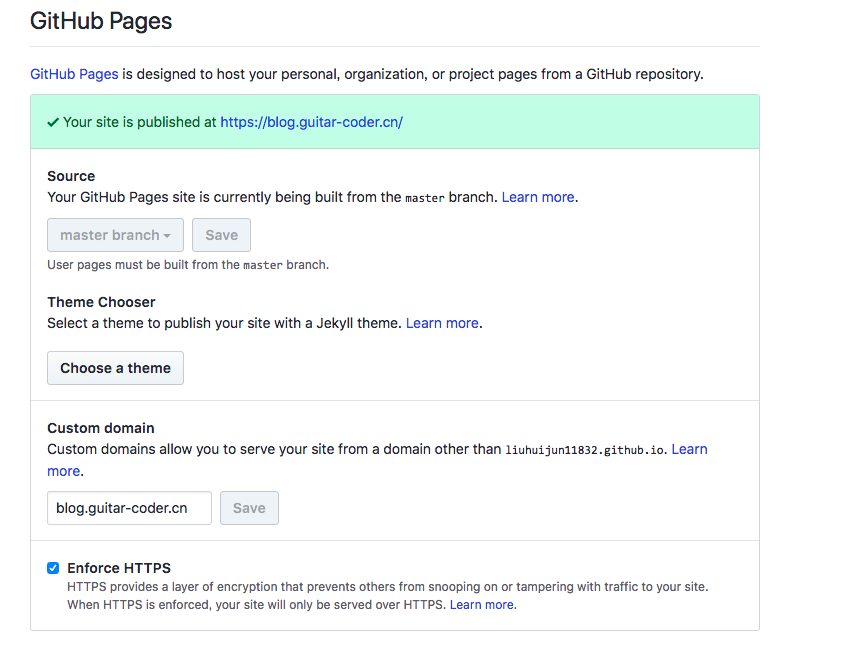 GitHub Pages
GitHub Pages is designed to host your personal, organization, or project pages from a GitHub repository.
Your site is published at https://blog.guitar-coder.cn/
Source
Your GitHub Pages site is currently being built from the master branch. Learn more.
master branch
Save
User pages must be built from the master branch.
Theme Chooser
Select a theme to publish your site with a Jekyll theme. Learn more.
Choose a theme
Custom domain
Custom domains allow you to serve your site from a domain other than liuhuijun11832.github.io. Learn
more.
blog.guitar-coder.cn
Save
Enforce HTTPS
HTTPS provides a layer of encryption that prevents others from snooping on or tampering with traffic to your site.
When HTTPS is enforced, your site will only be served over HTTPS. Learn more.